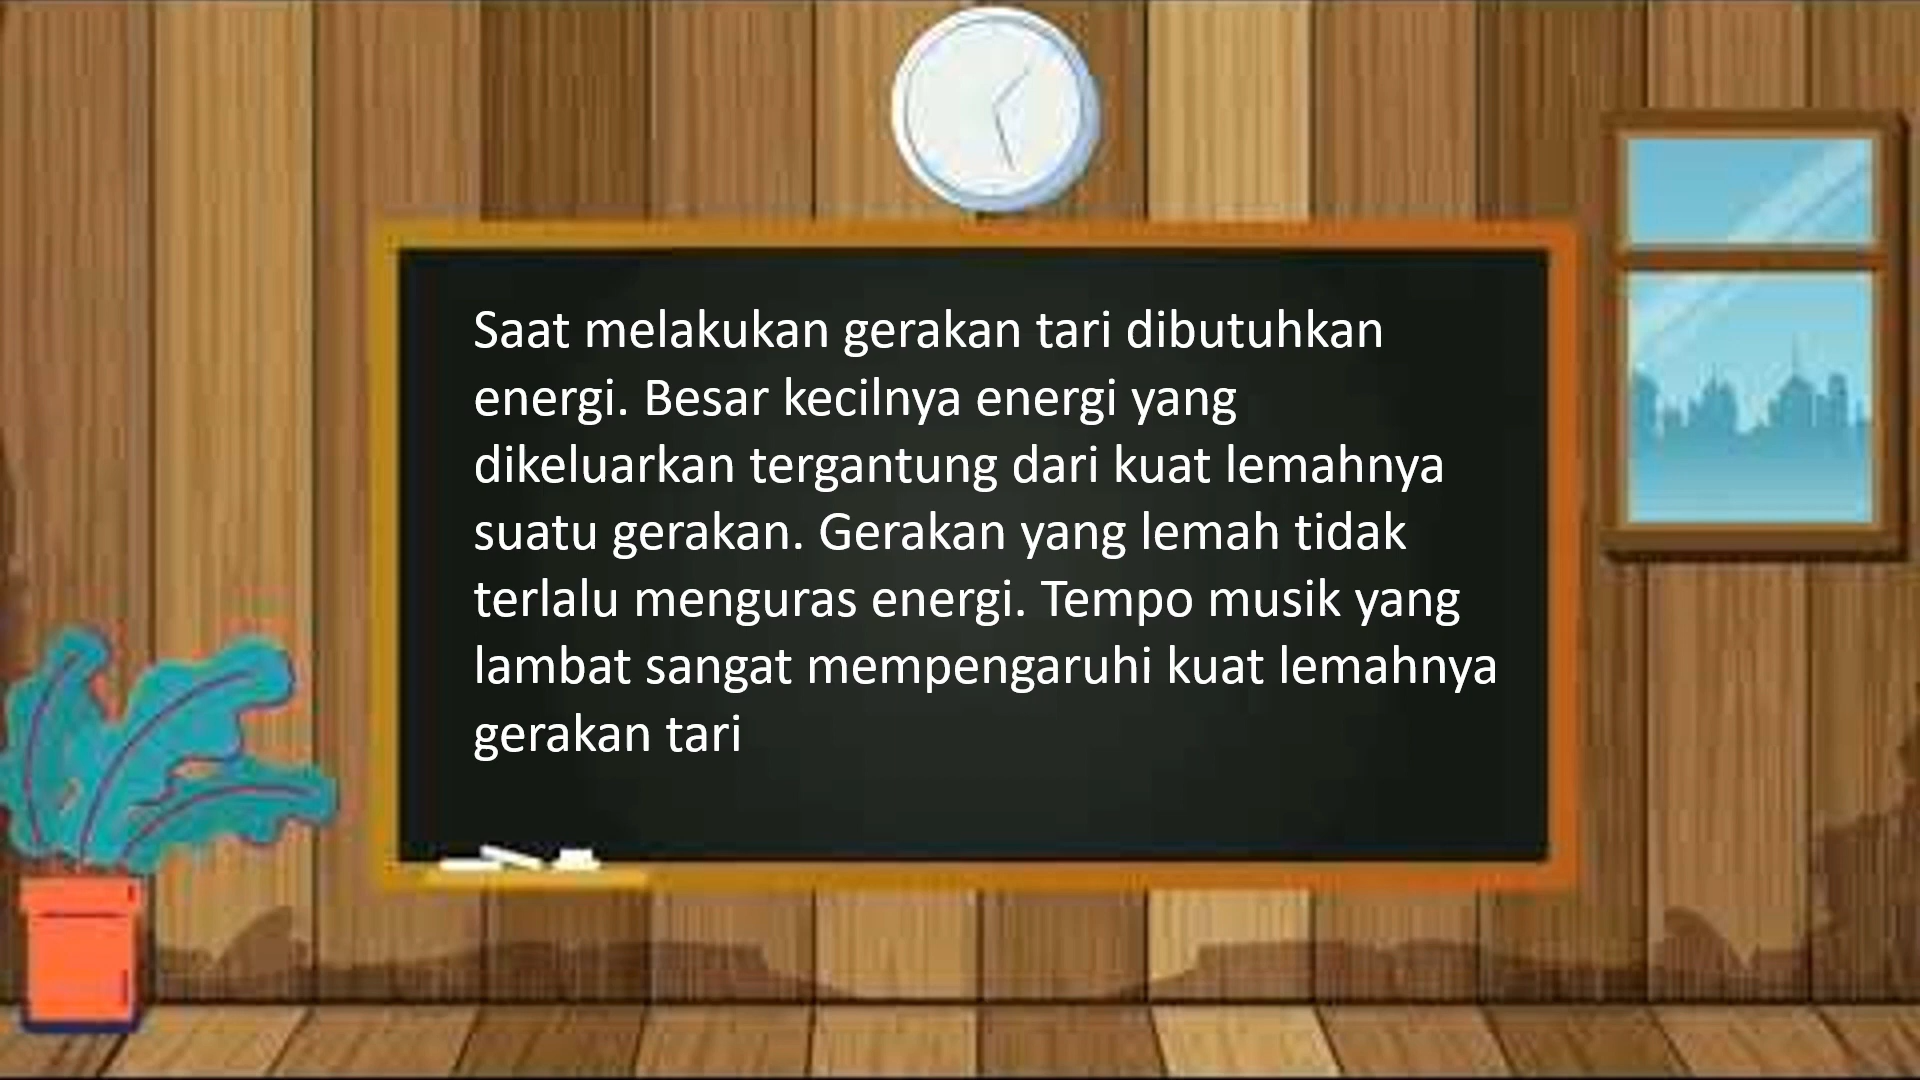 Saat melakukan gerakan tari dibutuhkan
energi. Besar kecilnya energi yang
dikeluarkan tergantung dari kuat lemahnya
suatu gerakan. Gerakan yang lemah tidak
terlalu menguras energi. Tempo musik yang
lambat sangat mempengaruhi kuat lemahnya
gerakan tari